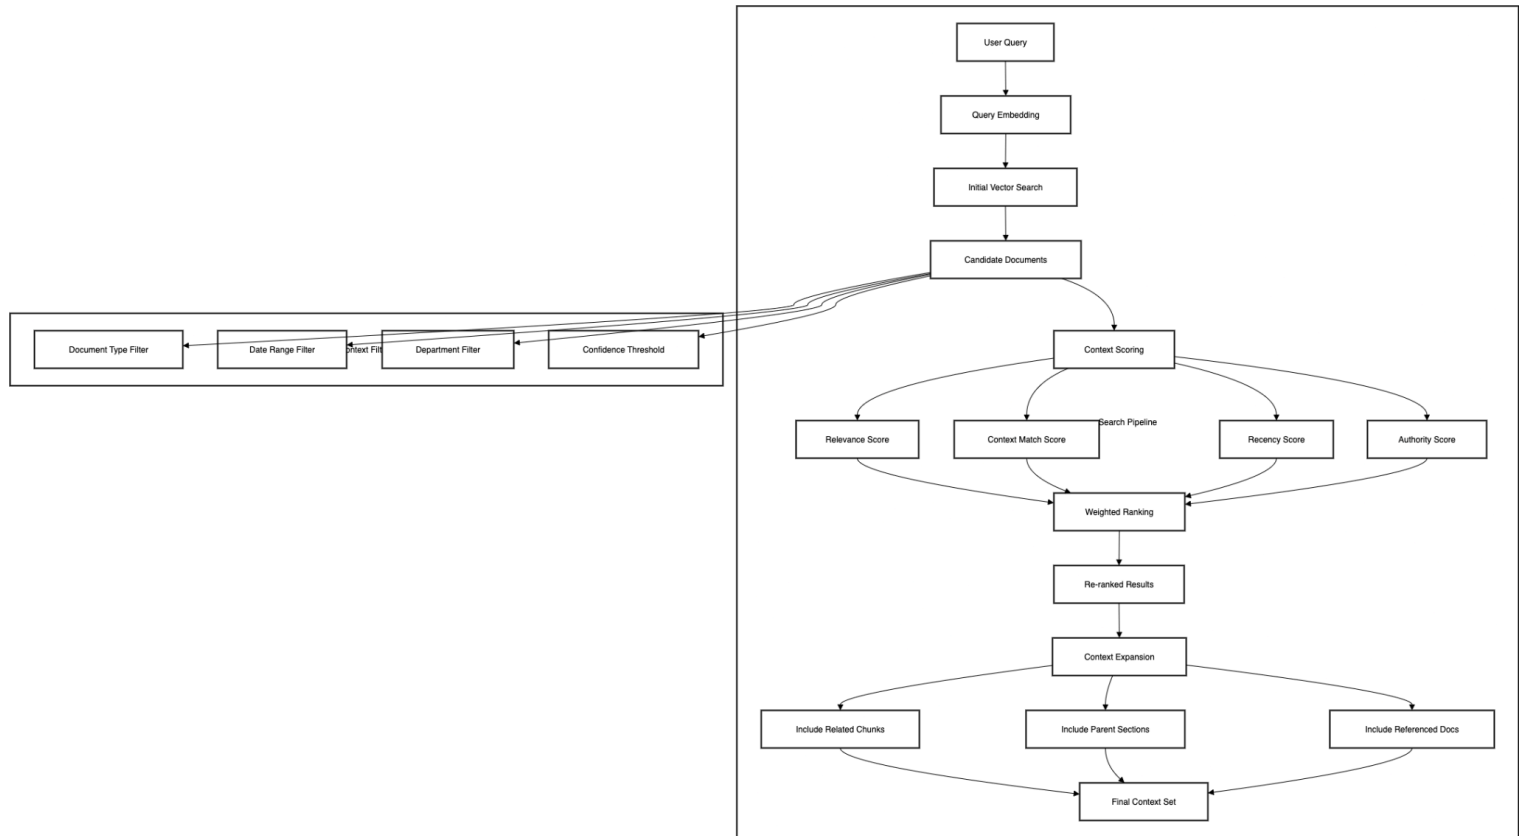 User Query
Query Embedding
Initial Vector Search
Candidate Documents
Document Type Filter
Date Range Filter
ontext Filt
Department Filter
Confidence Threshold
Context Scoring
Search Pipeline
Relevance Score
Context Match Score
Recency Score
Authority Score
Weighted Ranking
Re-ranked Results
Context Expansion
Include Related Chunks
Include Parent Sections
Include Referenced Docs
Final Context Set